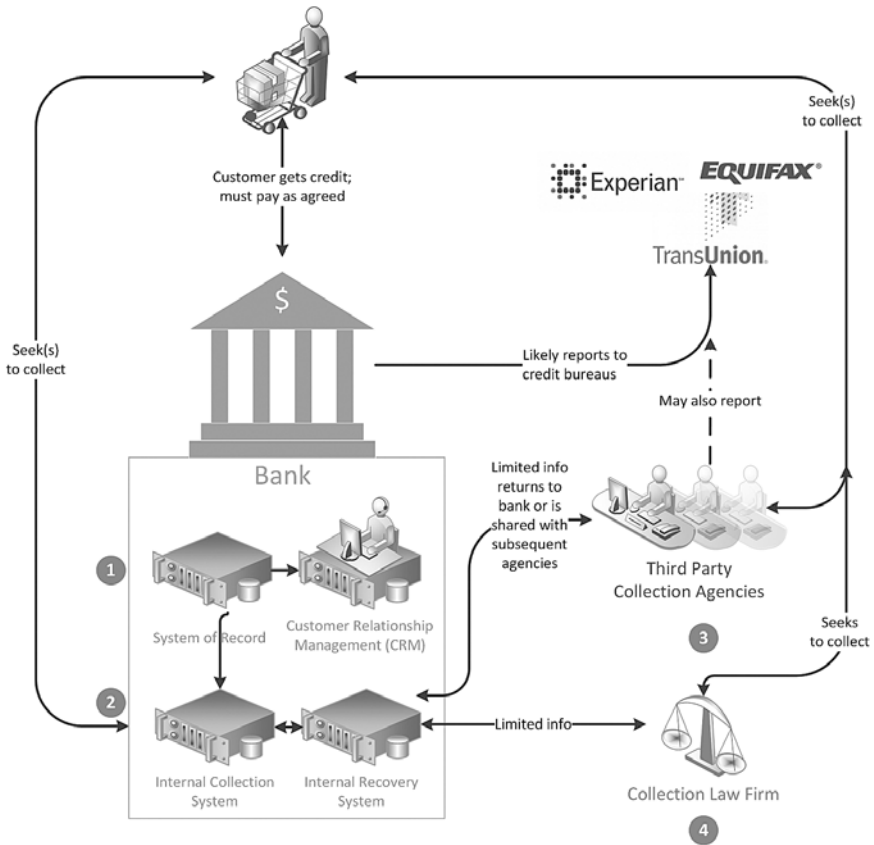 Seek(s)
to collect
Customer gets credit;
must pay as agreed
Experian™
EQUIFAX®
TransUnion®
$
Seek(s)
to collect
Likely reports to
credit bureaus
May also report
Bank
Limited info
returns to
bank or is
shared with
subsequent
agencies
1
System of Record
Customer Relationship
Management (CRM)
Third Party
Collection Agencies
3
Seeks
to collect
2
Limited info
Internal Collection
System
Internal Recovery
System
Collection Law Firm
4